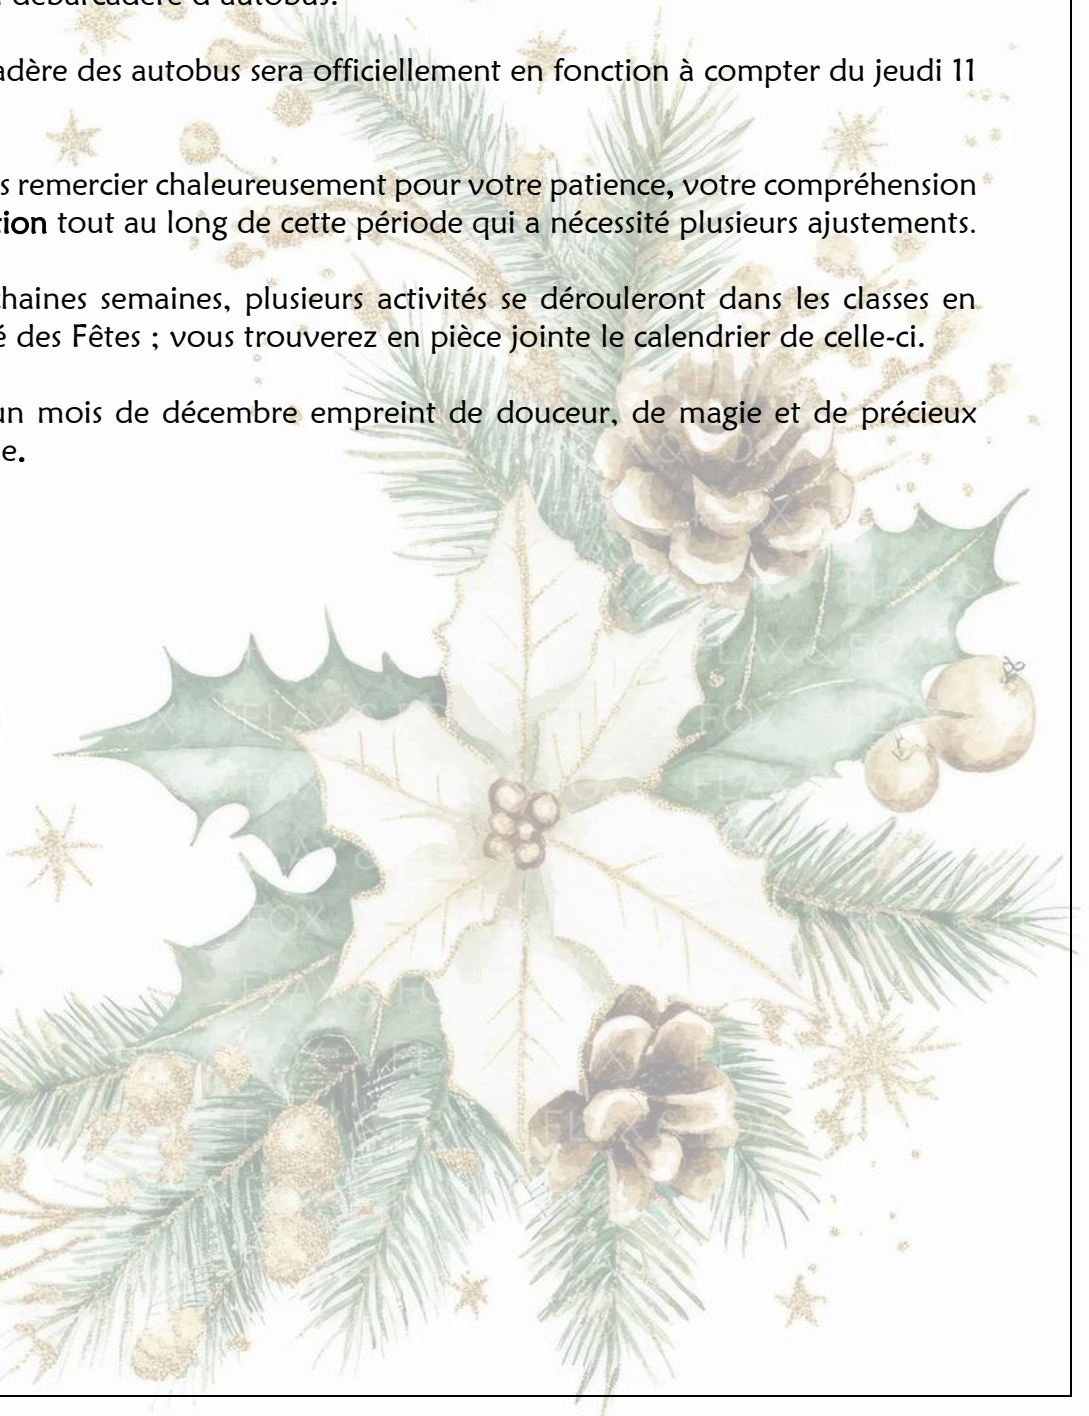 débarcadère d'autobus.
adère des autobus sera officiellement en fonction à compter du jeudi 11
s remercier chaleureusement pour votre patience, votre compréhension
tion tout au long de cette période qui a nécessité plusieurs ajustements.
chaines semaines, plusieurs activités se dérouleront dans les classes en
é des Fêtes ; vous trouverez en pièce jointe le calendrier de celle-ci.
un mois de décembre empreint de douceur, de magie et de précieux
e.
FLAX & FOX